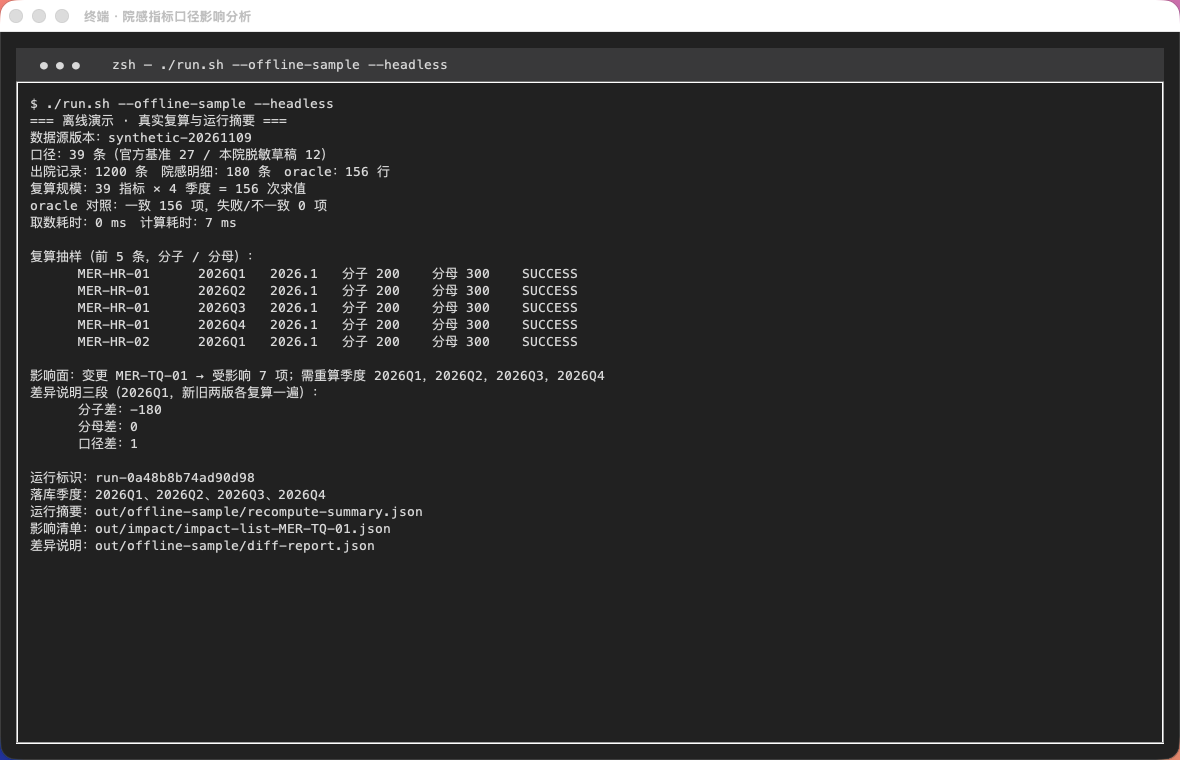 终端 · 院感指标口径影响分析
zsh — ./run.sh --offline-sample --headless
$ ./run.sh --offline-sample --headless
=== 离线演示 · 真实复算与运行摘要 ===
数据源版本：synthetic-20261109
口径：39 条（官方基准 27 / 本院脱敏草稿 12）
出院记录：1200 条  院感明细：180 条  oracle：156 行
复算规模：39 指标 × 4 季度 = 156 次求值
oracle 对照：一致 156 项，失败/不一致 0 项
取数耗时：0 ms  计算耗时：7 ms
复算抽样（前 5 条，分子 / 分母）：
MER-HR-01  2026Q1  2026.1  分子 200  分母 300  SUCCESS
MER-HR-01  2026Q2  2026.1  分子 200  分母 300  SUCCESS
MER-HR-01  2026Q3  2026.1  分子 200  分母 300  SUCCESS
MER-HR-01  2026Q4  2026.1  分子 200  分母 300  SUCCESS
MER-HR-02  2026Q1  2026.1  分子 200  分母 300  SUCCESS
影响面：变更 MER-TQ-01 → 受影响 7 项；需重算季度 2026Q1，2026Q2，2026Q3，2026Q4
差异说明三段（2026Q1，新旧两版各复算一遍）：
分子差：-180
分母差：0
口径差：1
运行标识：run-0a48b8b74ad90d98
落库季度：2026Q1、2026Q2、2026Q3、2026Q4
运行摘要：out/offline-sample/recompute-summary.json
影响清单：out/impact/impact-list-MER-TQ-01.json
差异说明：out/offline-sample/diff-report.json